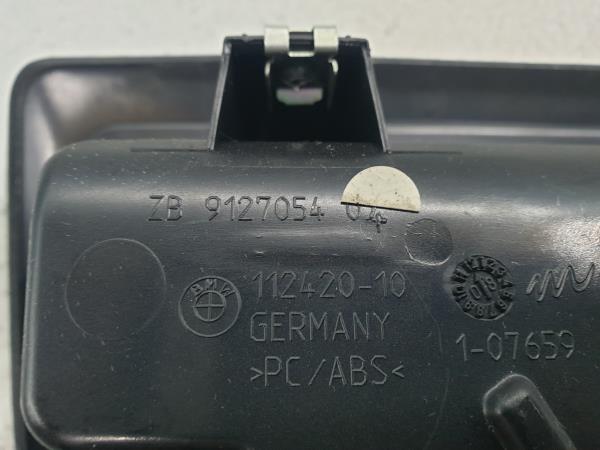 ZB 9127054 04
BMW
112420-10
GERMANY
>PC/ABS<
1-07659